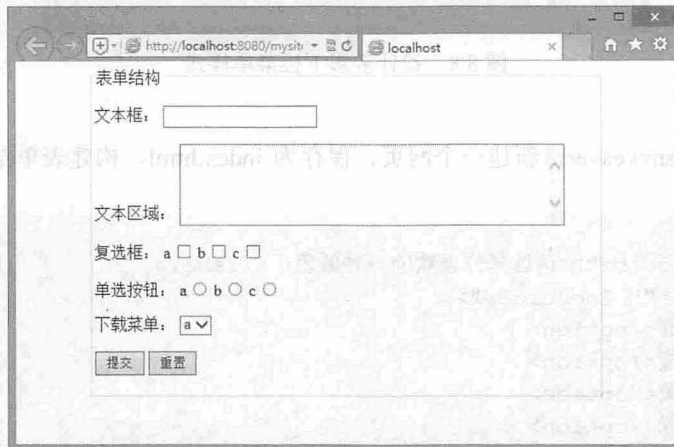 http://localhost:8080/mysit
localhost
表单结构
文本框：
文本区域：
复选框： a b c
单选按钮： a b c
下载菜单： a
提交 重置